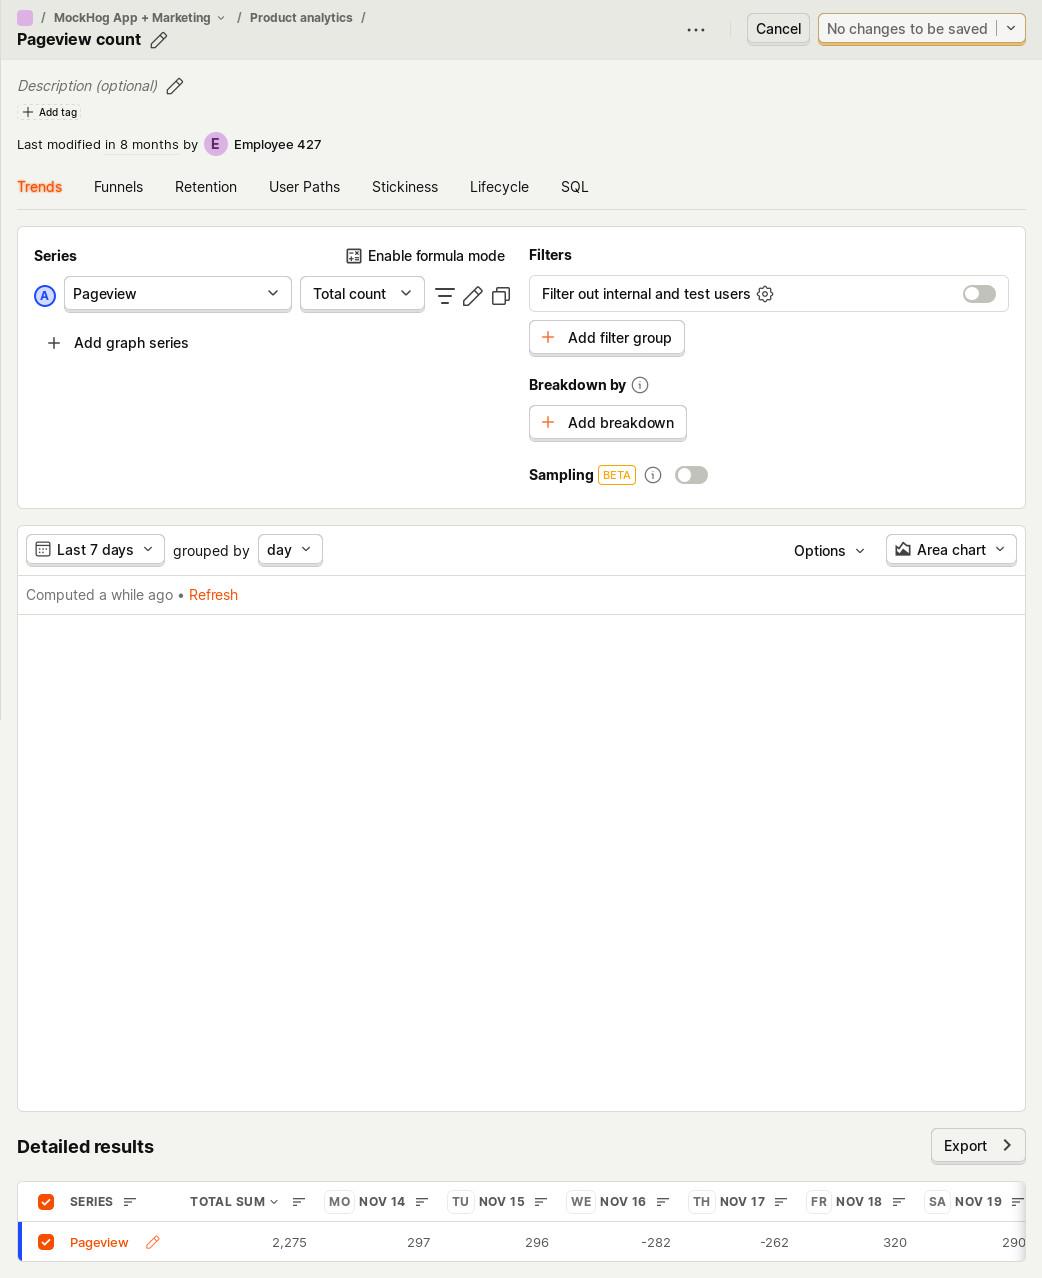 / MockHog App + Marketing / Product analytics /
Pageview count
Cancel
No changes to be saved
Description (optional)
Add tag
Last modified in 8 months by E Employee 427
Trends Funnels Retention User Paths Stickiness Lifecycle SQL
Series
Enable formula mode
A Pageview Total count
Add graph series
Filters
Filter out internal and test users
Add filter group
Breakdown by
Add breakdown
Sampling BETA
Last 7 days grouped by day Options Area chart
Computed a while ago • Refresh
Detailed results Export
SERIES TOTAL SUM MO NOV 14 TU NOV 15 WE NOV 16 TH NOV 17 FR NOV 18 SA NOV 19
Pageview 2,275 297 296 -282 -262 320 290